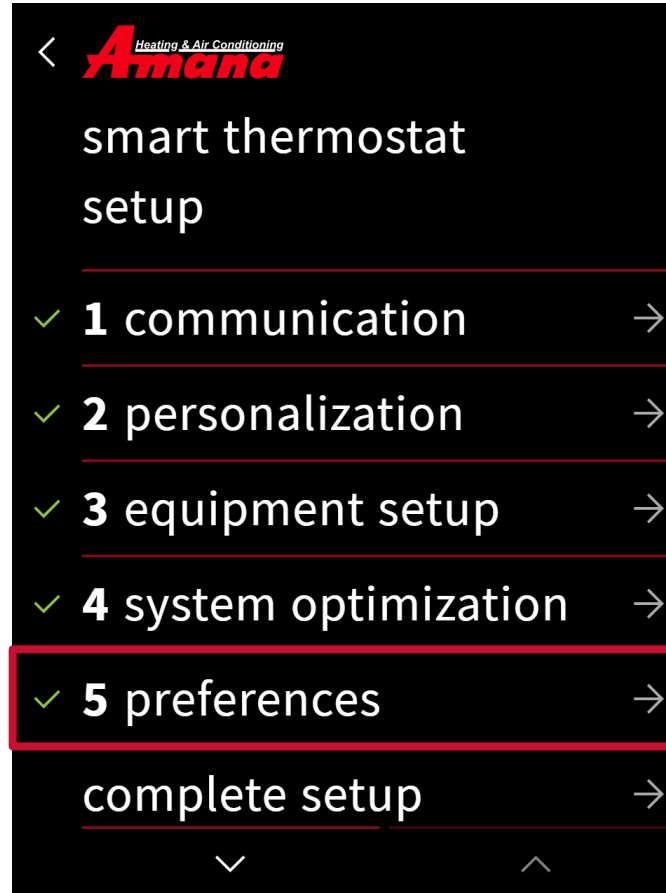 Heating & Air Conditioning
Amana
smart thermostat
setup
1 communication
2 personalization
3 equipment setup
4 system optimization
5 preferences
complete setup